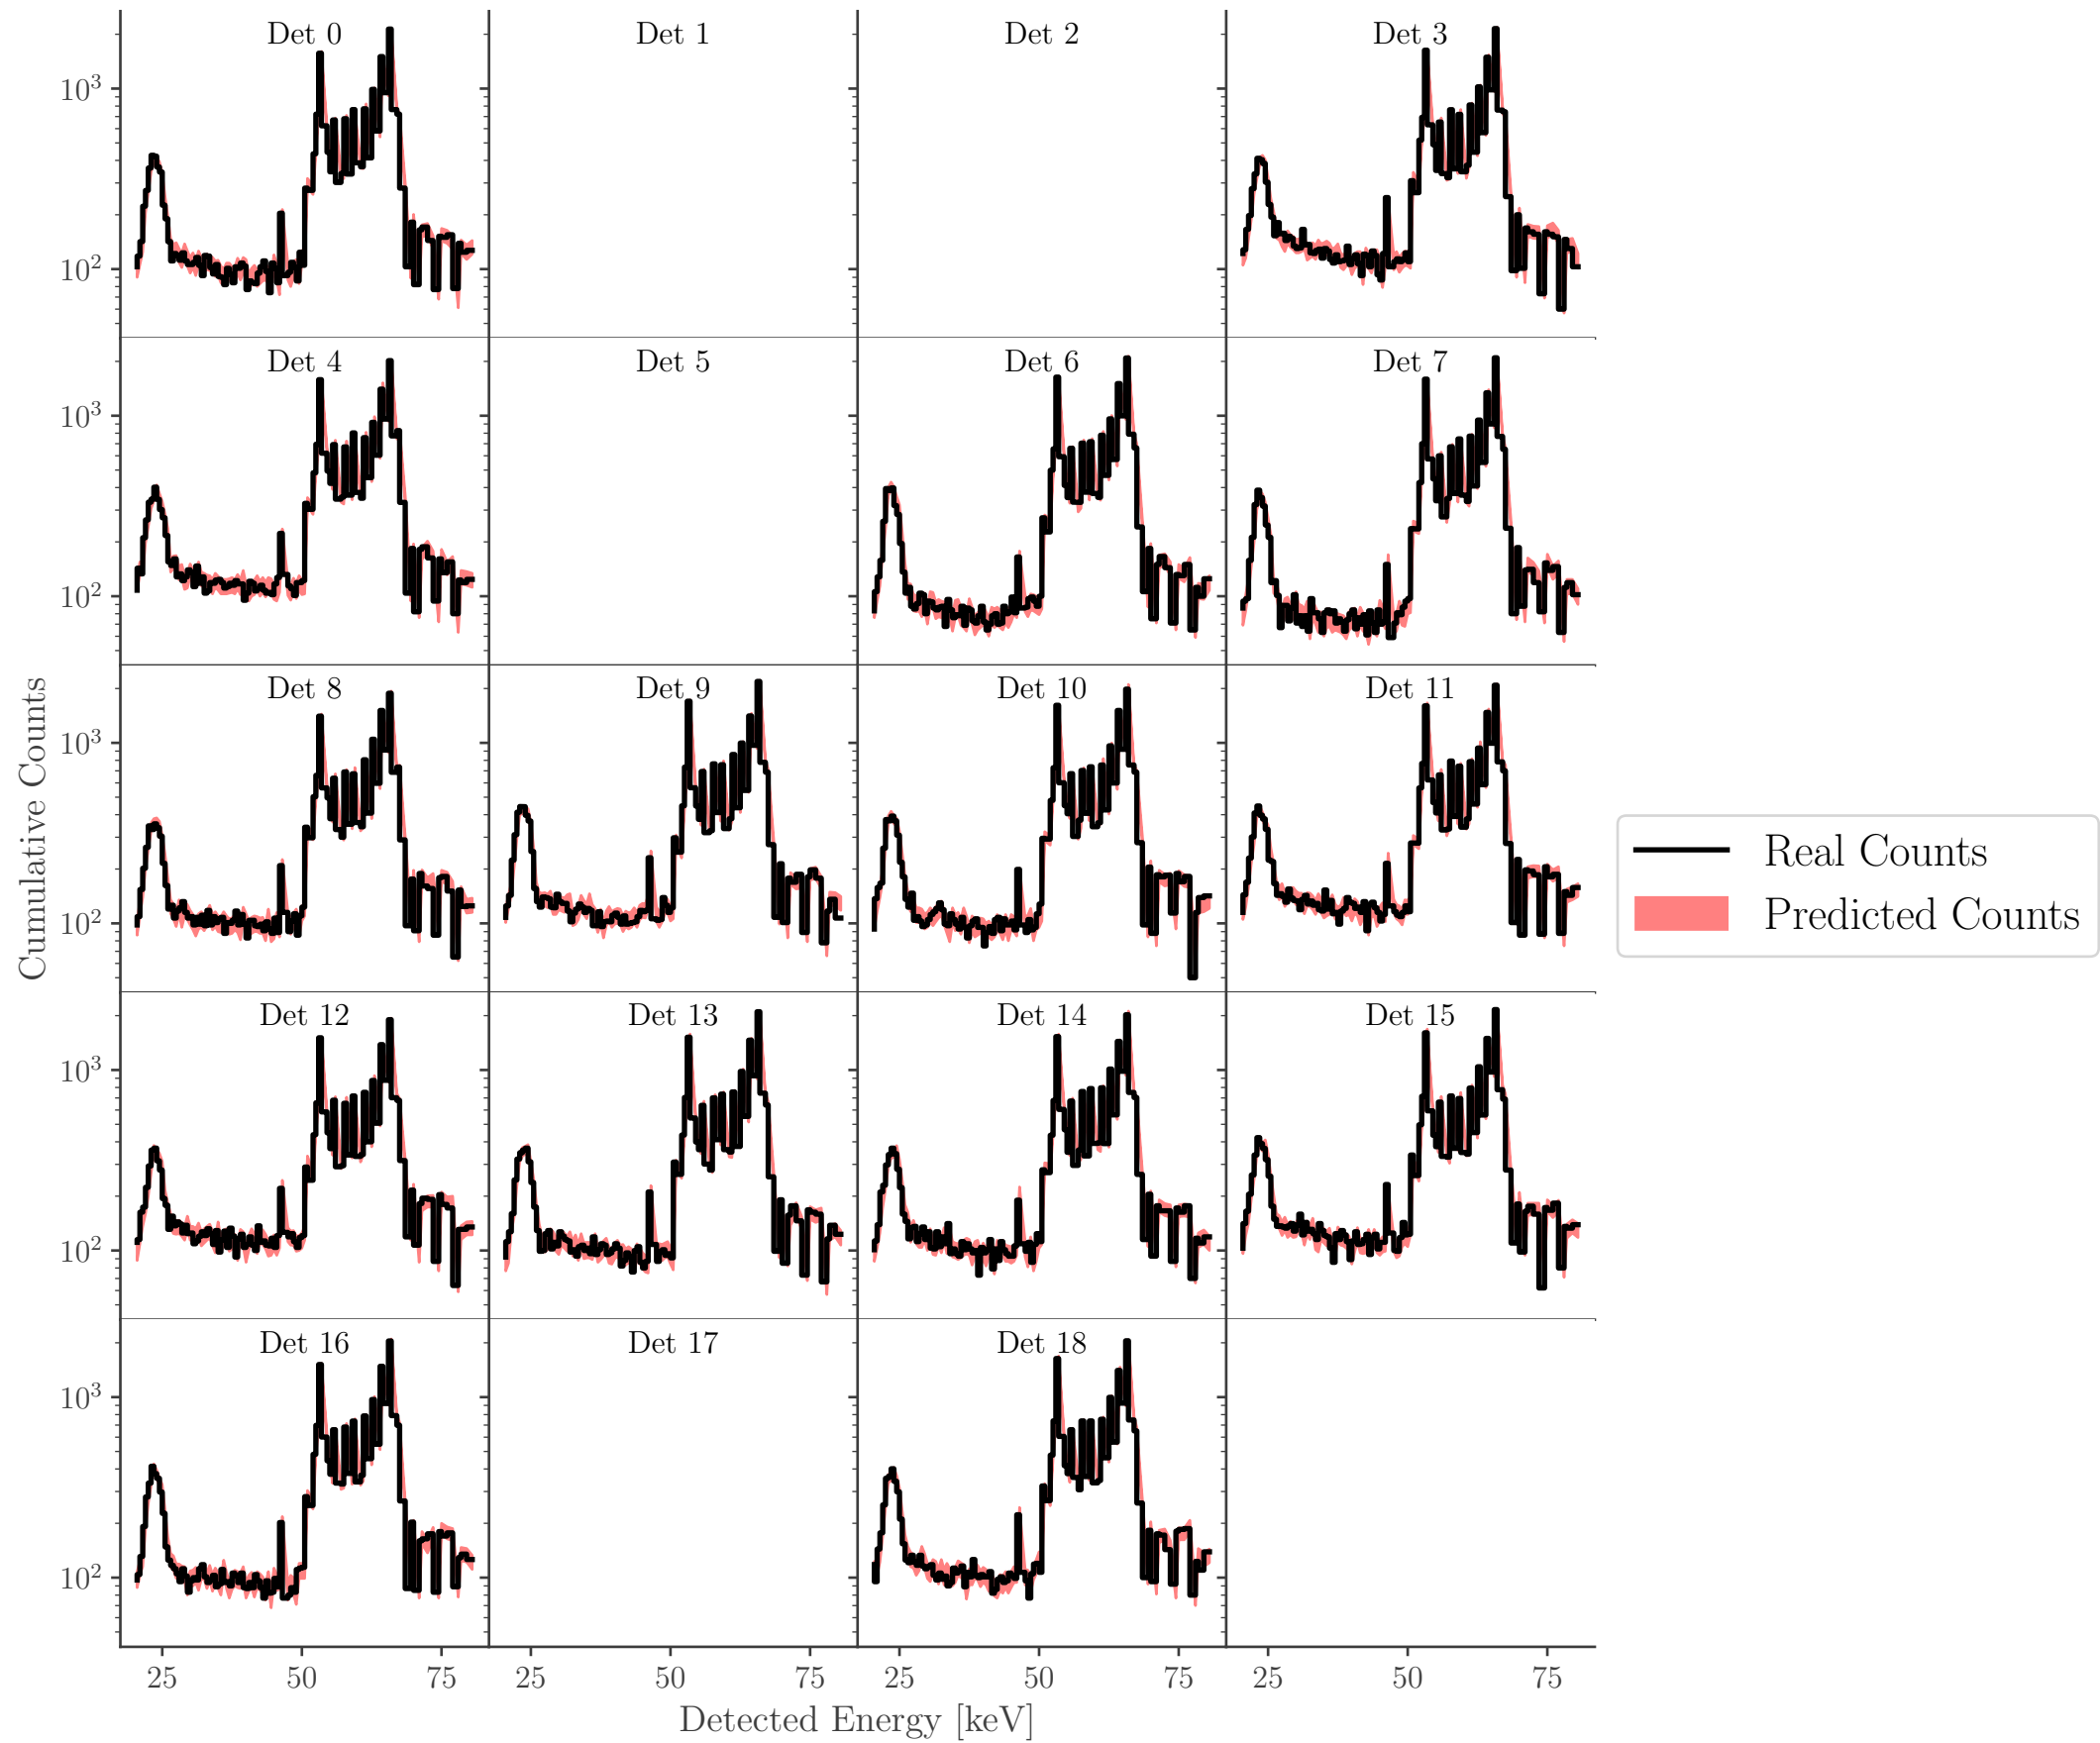 Det 0
Det 1
Det 2
Det 3
10³
10²
Det 4
Det 5
Det 6
Det 7
10³
10²
Det 8
Det 9
Det 10
Det 11
10³
10²
Det 12
Det 13
Det 14
Det 15
10³
10²
Det 16
Det 17
Det 18
10³
10²
25 50 75
25 50 75
25 50 75
25 50 75
Cumulative Counts
Detected Energy [keV]
Real Counts
Predicted Counts